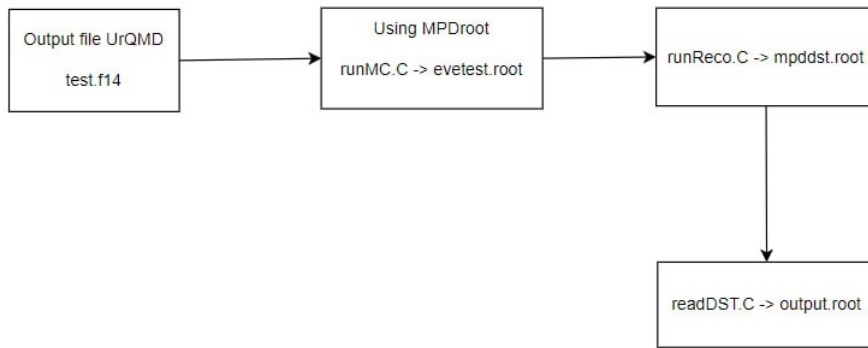 Output file UrQMD
test.f14
Using MPDroot
runMC.C -> evetest.root
runReco.C -> mpddst.root
readDST.C -> output.root